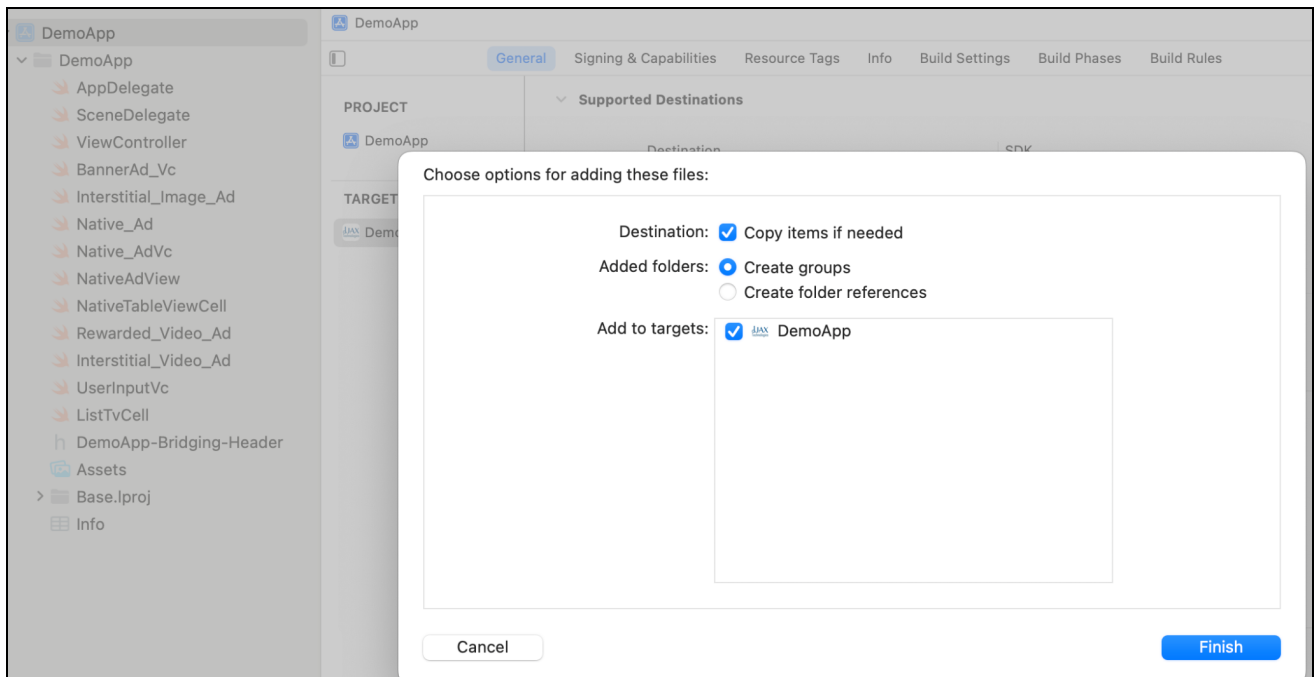 DemoApp
DemoApp
AppDelegate
SceneDelegate
ViewController
BannerAd_Vc
Interstitial_Image_Ad
Native_Ad
Native_AdVc
NativeAdView
NativeTableViewCell
Rewarded_Video_Ad
Interstitial_Video_Ad
UserInputVc
ListTvCell
h DemoApp-Bridging-Header
Assets
Base.lproj
Info
DemoApp
General Signing & Capabilities Resource Tags Info Build Settings Build Phases Build Rules
PROJECT
DemoApp
TARGET
Demo
Supported Destinations
Destination SDK
Choose options for adding these files:
Destination: Copy items if needed
Added folders: Create groups
Create folder references
Add to targets: DemoApp
Cancel Finish